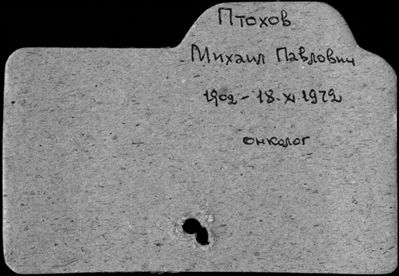 Птохов
Михаил Павлович
1902 - 18.XI.1972
онколог